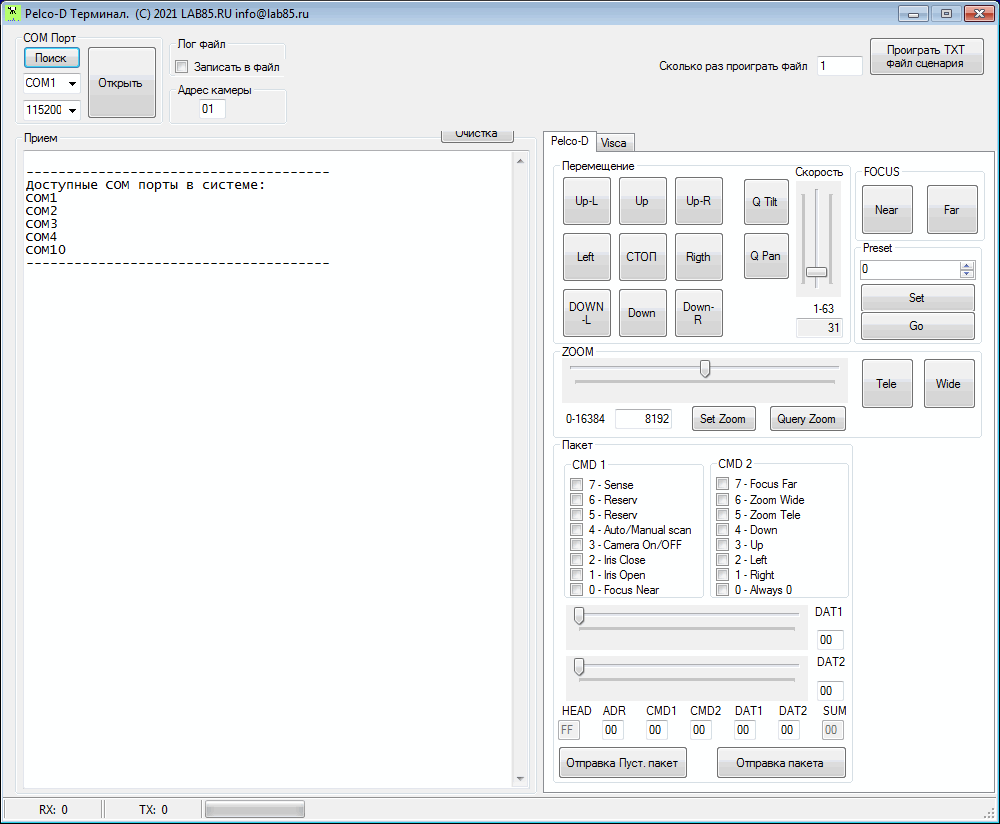 Pelco-D Терминал. (C) 2021 LAB85.RU info@lab85.ru
COM Порт
Поиск
COM1
115200
Открыть
Лог файл
Записать в файл
Адрес камеры
01
Сколько раз проиграть файл
1
Проиграть TXT
файл сценария
Прием
Очистка
------------------------------------
Доступные COM порты в системе:
COM1
COM2
COM3
COM4
COM10
------------------------------------
Pelco-D
Visca
Перемещение
Скорость
Up-L
Up
Up-R
Q Tilt
Left
СТОП
Rigth
Q Pan
DOWN
-L
Down
Down-
R
1-63
31
FOCUS
Near
Far
Preset
0
Set
Go
ZOOM
0-16384
8192
Set Zoom
Query Zoom
Tele
Wide
Пакет
CMD 1
7 - Sense
6 - Reserv
5 - Reserv
4 - Auto/Manual scan
3 - Camera On/OFF
2 - Iris Close
1 - Iris Open
0 - Focus Near
CMD 2
7 - Focus Far
6 - Zoom Wide
5 - Zoom Tele
4 - Down
3 - Up
2 - Left
1 - Right
0 - Always 0
DAT1
00
DAT2
00
HEAD ADR CMD1 CMD2 DAT1 DAT2 SUM
FF 00 00 00 00 00 00
Отправка Пуст. пакет
Отправка пакета
RX: 0
TX: 0